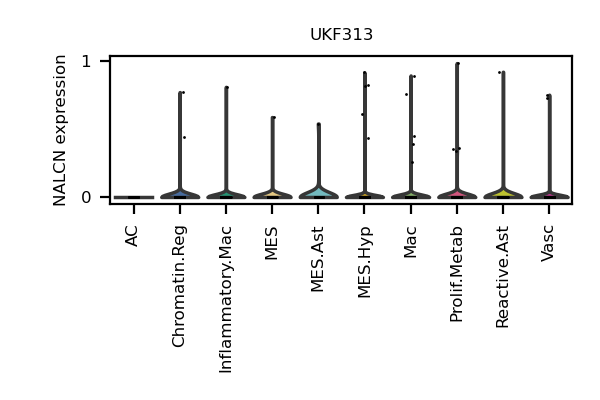 UKF313
NALCN expression
1
0
AC
Chromatin.Reg
Inflammatory.Mac
MES
MES.Ast
MES.Hyp
Mac
Prolif.Metab
Reactive.Ast
Vasc